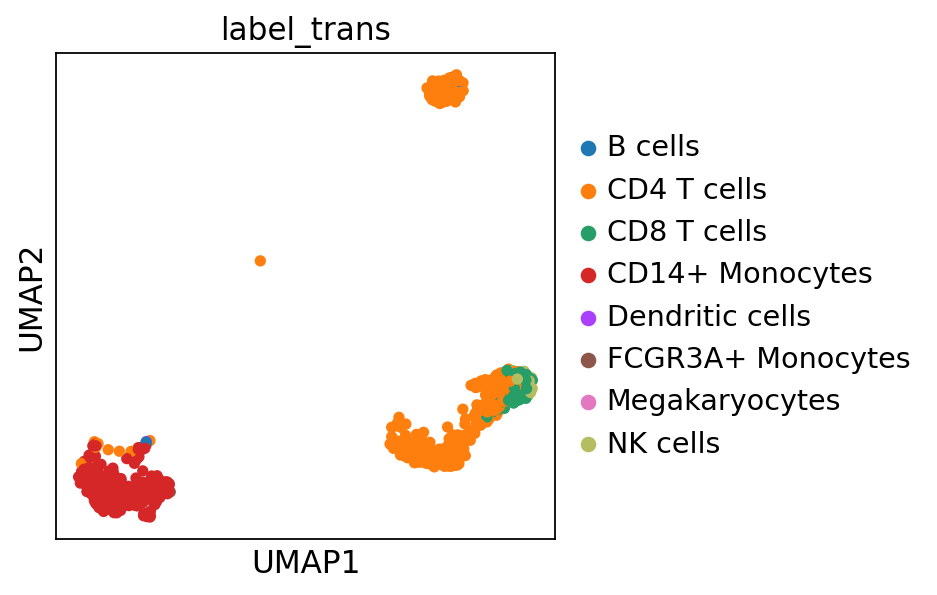 label_trans
B cells
CD4 T cells
CD8 T cells
CD14+ Monocytes
Dendritic cells
FCGR3A+ Monocytes
Megakaryocytes
NK cells
UMAP2
UMAP1